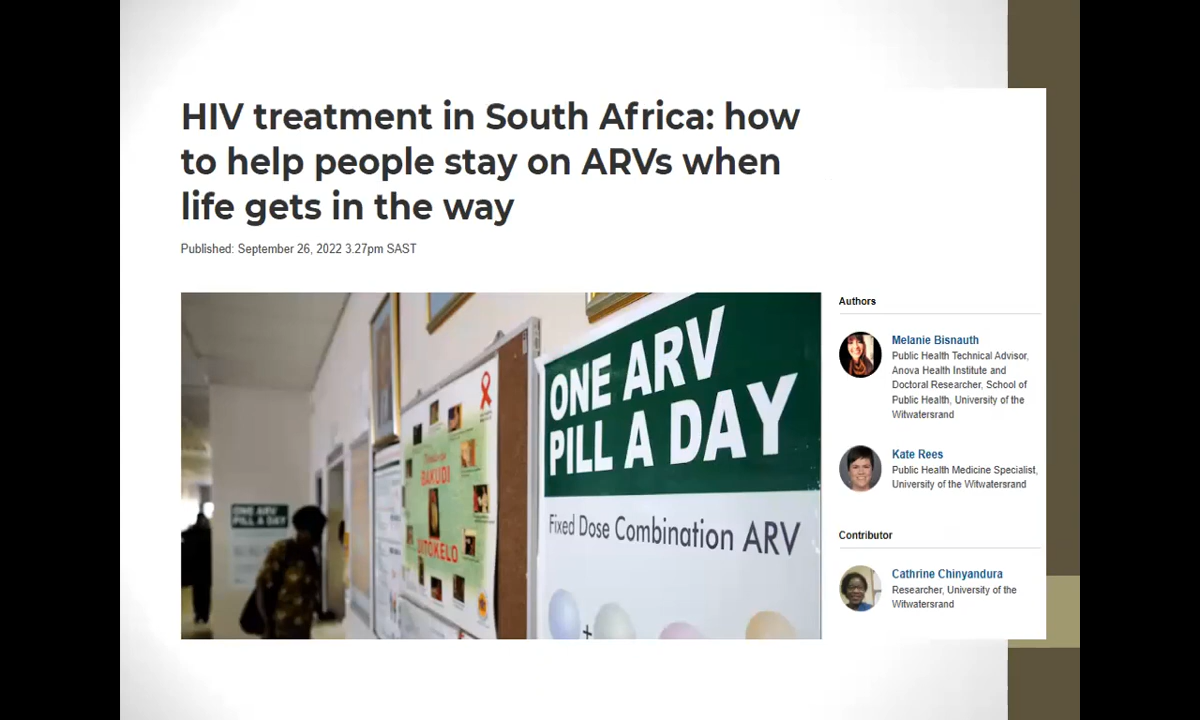 HIV treatment in South Africa: how
to help people stay on ARVs when
life gets in the way
Published: September 26, 2022 3.27pm SAST
ONE ARV
PILL A DAY
Fixed Dose Combination ARV
+
BAKUDI
DITOKELO
ONE ARV
PILL A DAY
Authors
Melanie Bisnauth
Public Health Technical Advisor,
Anova Health Institute and
Doctoral Researcher, School of
Public Health, University of the
Witwatersrand
Kate Rees
Public Health Medicine Specialist,
University of the Witwatersrand
Contributor
Cathrine Chinyandura
Researcher, University of the
Witwatersrand